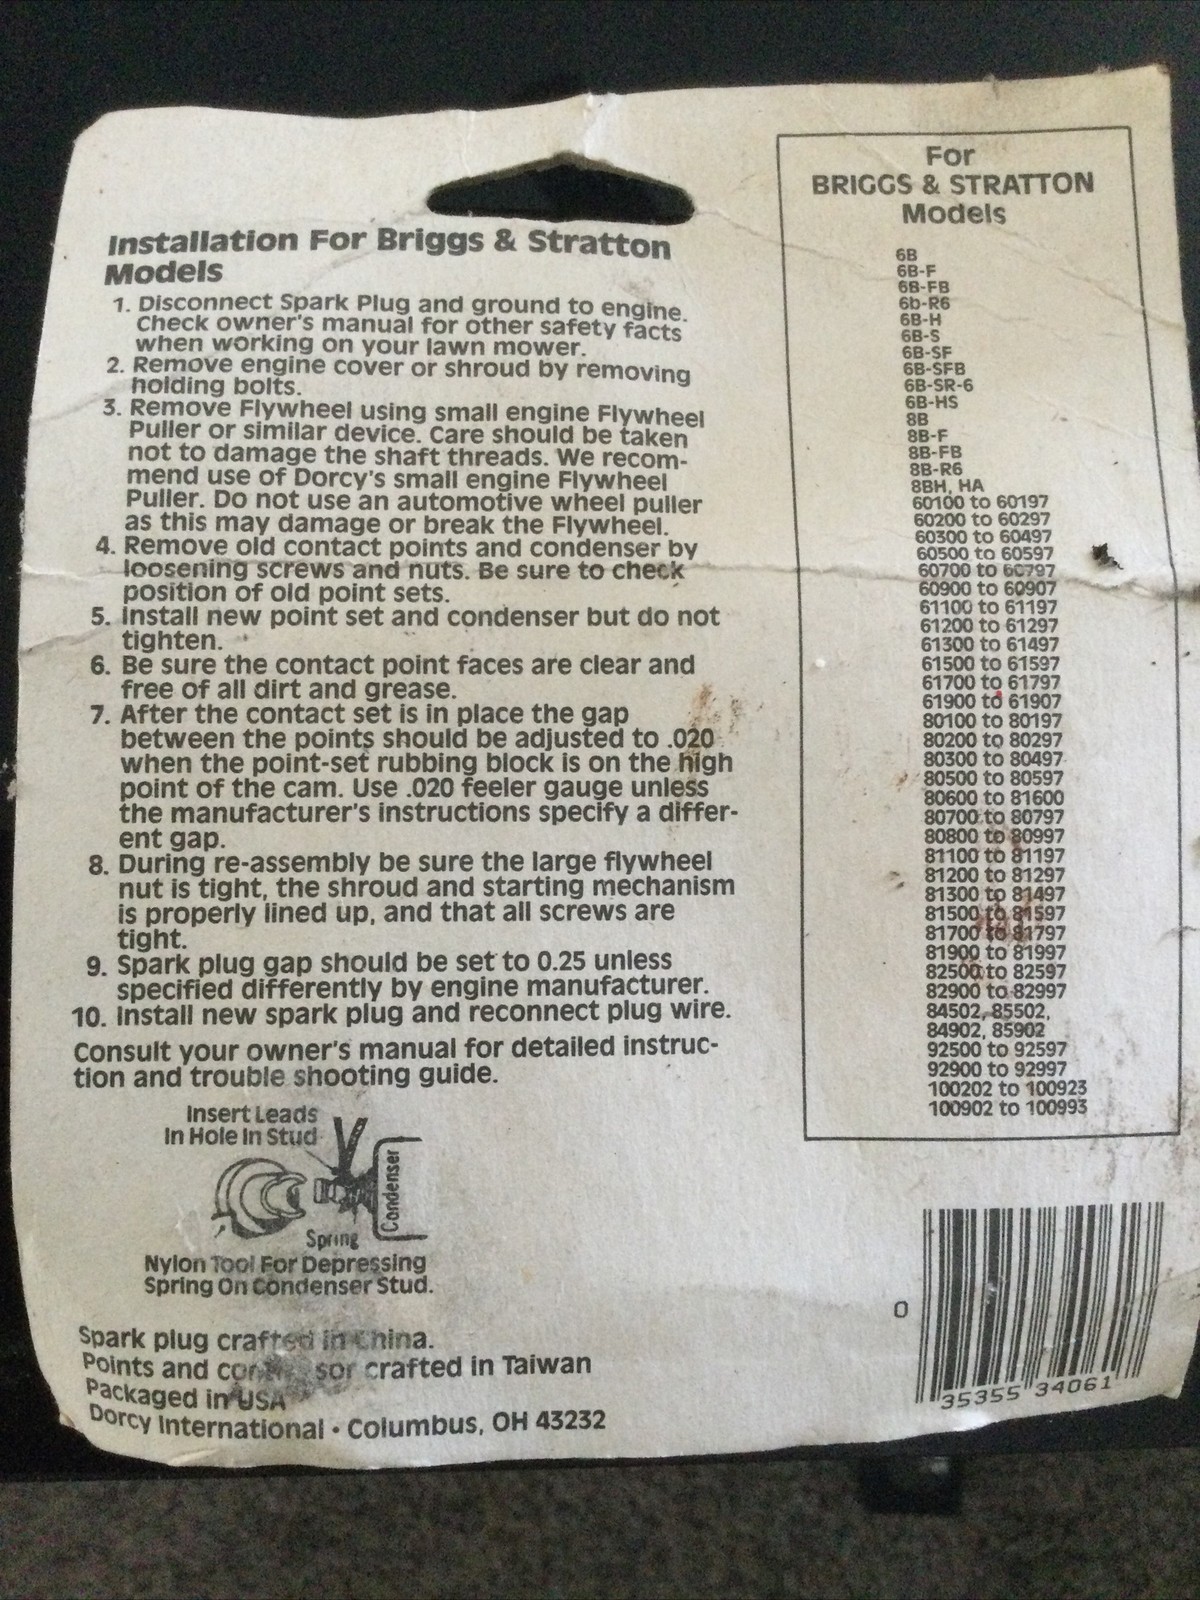 Installation For Briggs & Stratton
Models
1. Disconnect Spark Plug and ground to engine.
Check owner's manual for other safety facts
when working on your lawn mower.
2. Remove engine cover or shroud by removing
holding bolts.
3. Remove Flywheel using small engine Flywheel
Puller or similar device. Care should be taken
not to damage the shaft threads. We recom-
mend use of Dorcy's small engine Flywheel
Puller. Do not use an automotive wheel puller
as this may damage or break the Flywheel.
4. Remove old contact points and condenser by
loosening screws and nuts. Be sure to check
position of old point sets.
5. Install new point set and condenser but do not
tighten.
6. Be sure the contact point faces are clear and
free of all dirt and grease.
7. After the contact set is in place the gap
between the points should be adjusted to .020
when the point-set rubbing block is on the high
point of the cam. Use .020 feeler gauge unless
the manufacturer's instructions specify a differ-
ent gap.
8. During re-assembly be sure the large flywheel
nut is tight, the shroud and starting mechanism
is properly lined up, and that all screws are
tight.
9. Spark plug gap should be set to 0.25 unless
specified differently by engine manufacturer.
10. Install new spark plug and reconnect plug wire.
Consult your owner's manual for detailed instruc-
tion and trouble shooting guide.
Insert Leads
In Hole In Stud
Condenser
Spring
Nylon Tool For Depressing
Spring On Condenser Stud.
Spark plug crafted in China.
Points and crafted in Taiwan
Packaged in USA
Dorcy International • Columbus, OH 43232
For
BRIGGS & STRATTON
Models
6B
6B-F
6B-FB
6b-R6
6B-H
6B-S
6B-SF
6B-SFB
6B-SR-6
6B-HS
8B
8B-F
8B-FB
8B-R6
8BH, HA
60100 to 60197
60200 to 60297
60300 to 60497
60500 to 60597
60700 to 60797
60900 to 60907
61100 to 61197
61200 to 61297
61300 to 61497
61500 to 61597
61700 to 61797
61900 to 61907
80100 to 80197
80200 to 80297
80300 to 80497
80500 to 80597
80600 to 81600
80700 to 80797
80800 to 80997
81100 to 81197
81200 to 81297
81300 to 81497
81500 to 81597
81700 to 81797
81900 to 81997
82500 to 82597
82900 to 82997
84502, 85502,
84902, 85902
92500 to 92597
92900 to 92997
100202 to 100923
100902 to 100993
0 35355 34061